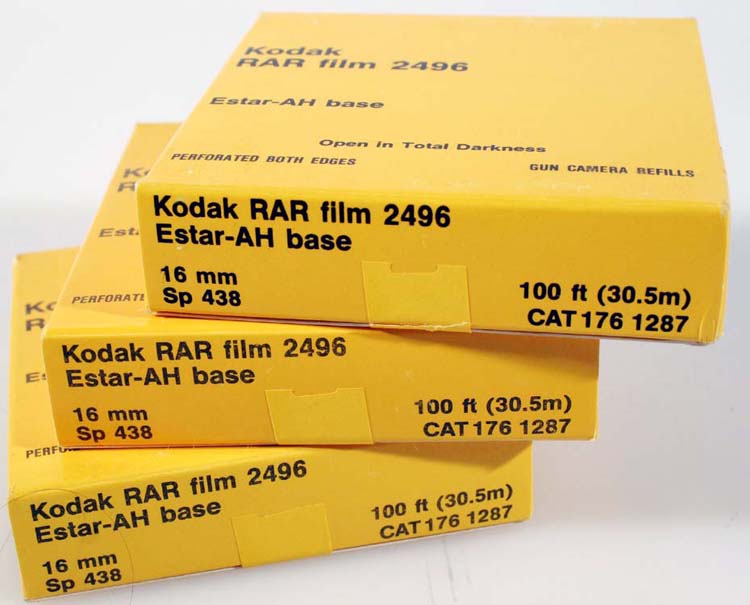 Kodak
RAR film 2496
Estar-AH base
Open in Total Darkness
PERFORATED BOTH EDGES
GUN CAMERA REFILLS
Kodak RAR film 2496
Estar-AH base
16 mm
Sp 438
100 ft (30.5m)
CAT 176 1287
Kodak RAR film 2496
Estar-AH base
16 mm
Sp 438
100 ft (30.5m)
CAT 176 1287
Kodak RAR film 2496
Estar-AH base
16 mm
Sp 438
100 ft (30.5m)
CAT 176 1287